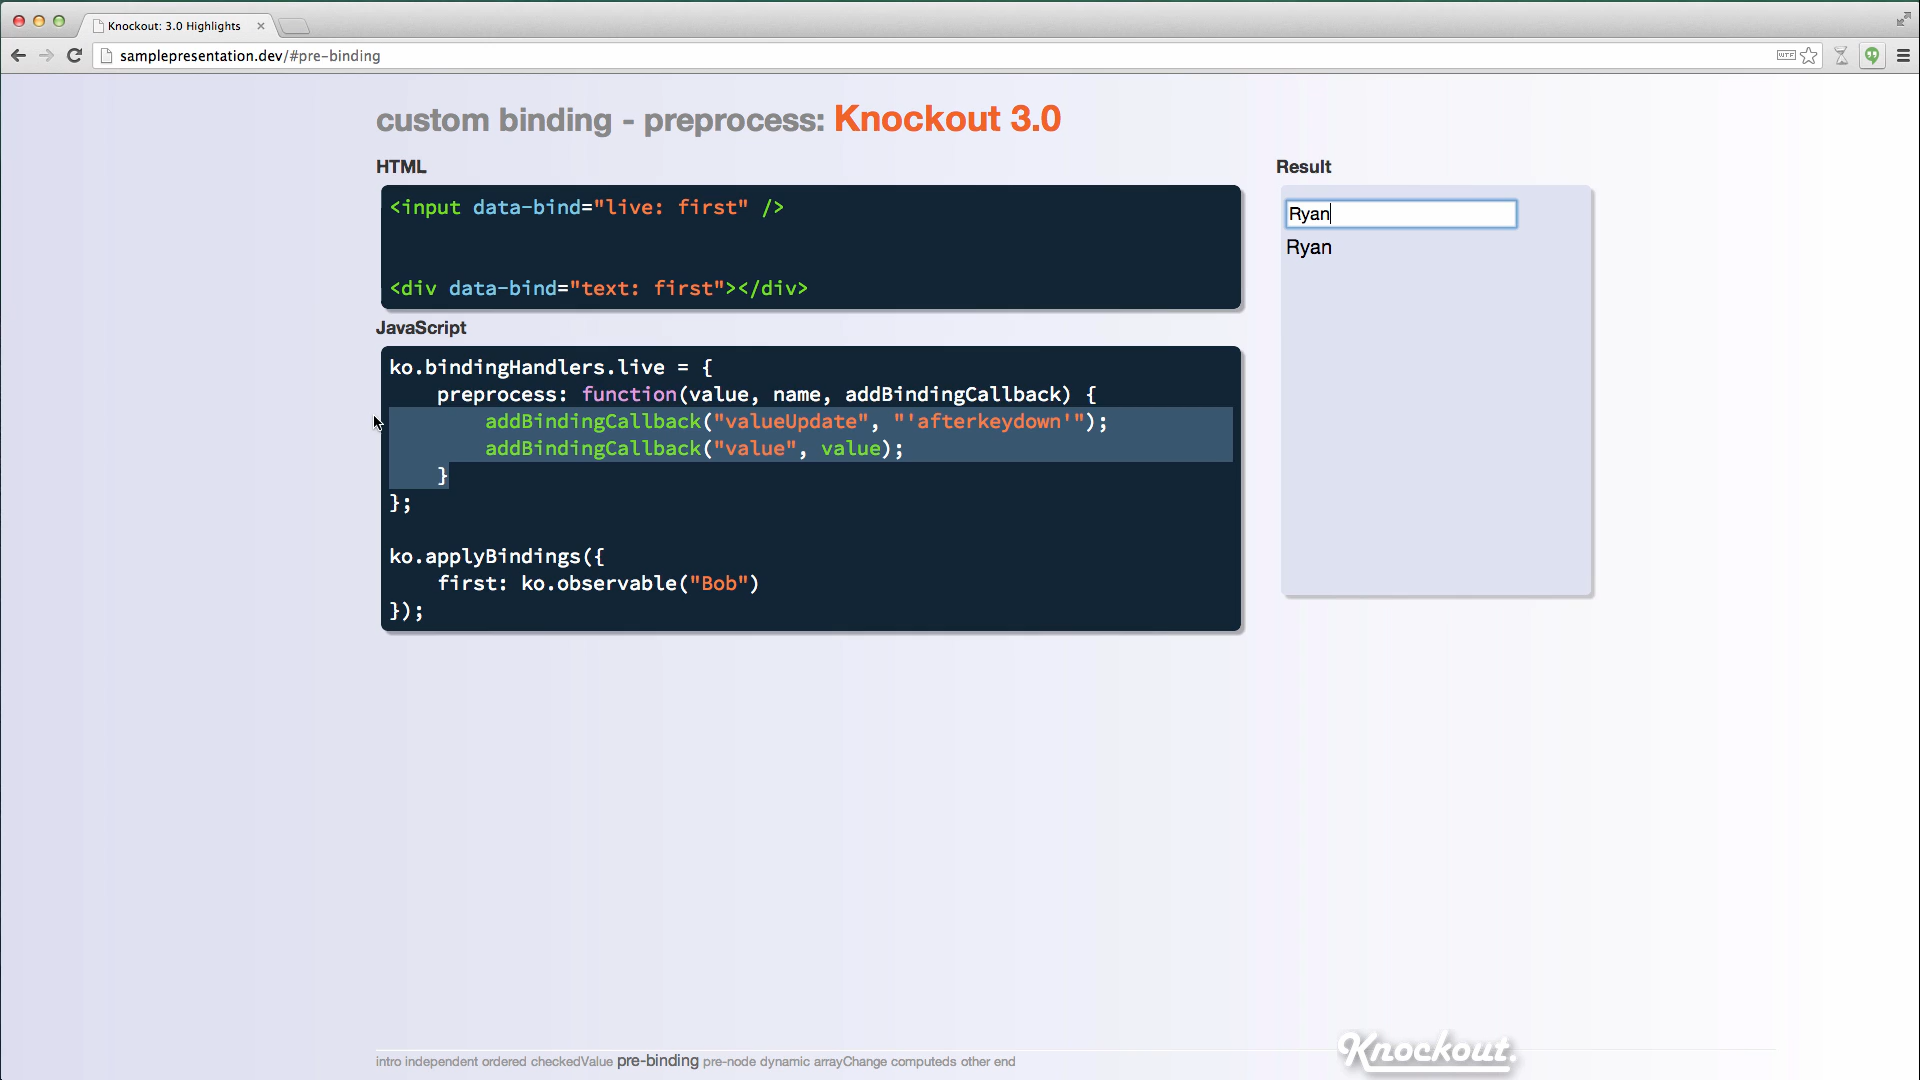 Knockout: 3.0 Highlights
samplepresentation.dev/#pre-binding
WTF
custom binding - preprocess: Knockout 3.0
HTML
<input data-bind="live: first" />
<div data-bind="text: first"></div>
JavaScript
ko.bindingHandlers.live = {
    preprocess: function(value, name, addBindingCallback) {
        addBindingCallback("valueUpdate", "'afterkeydown'");
        addBindingCallback("value", value);
    }
};
ko.applyBindings({
    first: ko.observable("Bob")
});
Result
Ryan
Ryan
intro independent ordered checkedValue pre-binding pre-node dynamic arrayChange computeds other end
Knockout.